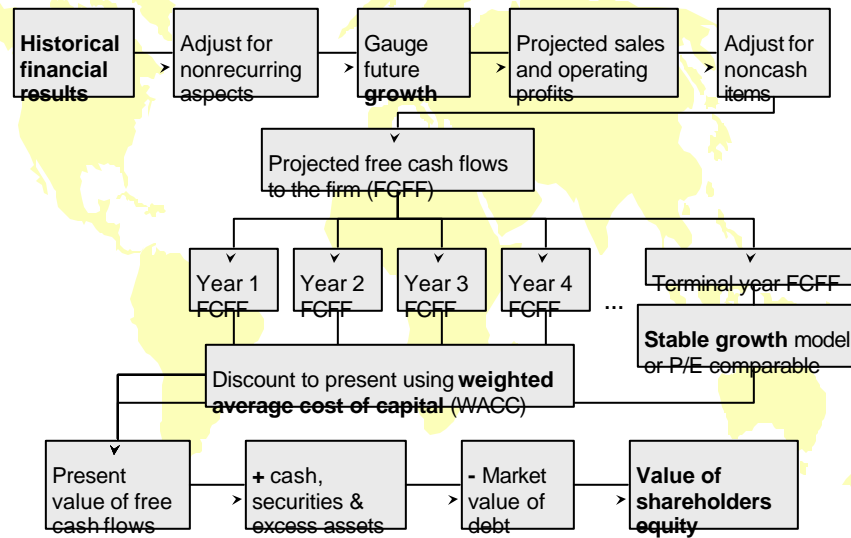 Historical
financial
results
Adjust for
nonrecurring
aspects
Gauge
future
growth
Projected sales
and operating
profits
Adjust for
noncash
items
Projected free cash flows
to the firm (FCFF)
Year 1
FCFF
Year 2
FCFF
Year 3
FCFF
Year 4
FCFF
...
Terminal year FCFF
Stable growth model
or P/E comparable
Discount to present using weighted
average cost of capital (WACC)
Present
value of free
cash flows
+ cash,
securities &
excess assets
- Market
value of
debt
Value of
shareholders
equity